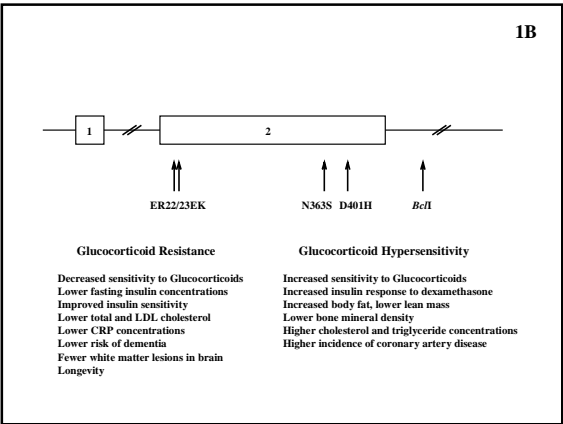 1B
1
2
ER22/23EK
N363S D401H BclI
Glucocorticoid Resistance
Decreased sensitivity to Glucocorticoids
Lower fasting insulin concentrations
Improved insulin sensitivity
Lower total and LDL cholesterol
Lower CRP concentrations
Lower risk of dementia
Fewer white matter lesions in brain
Longevity
Glucocorticoid Hypersensitivity
Increased sensitivity to Glucocorticoids
Increased insulin response to dexamethasone
Increased body fat, lower lean mass
Lower bone mineral density
Higher cholesterol and triglyceride concentrations
Higher incidence of coronary artery disease